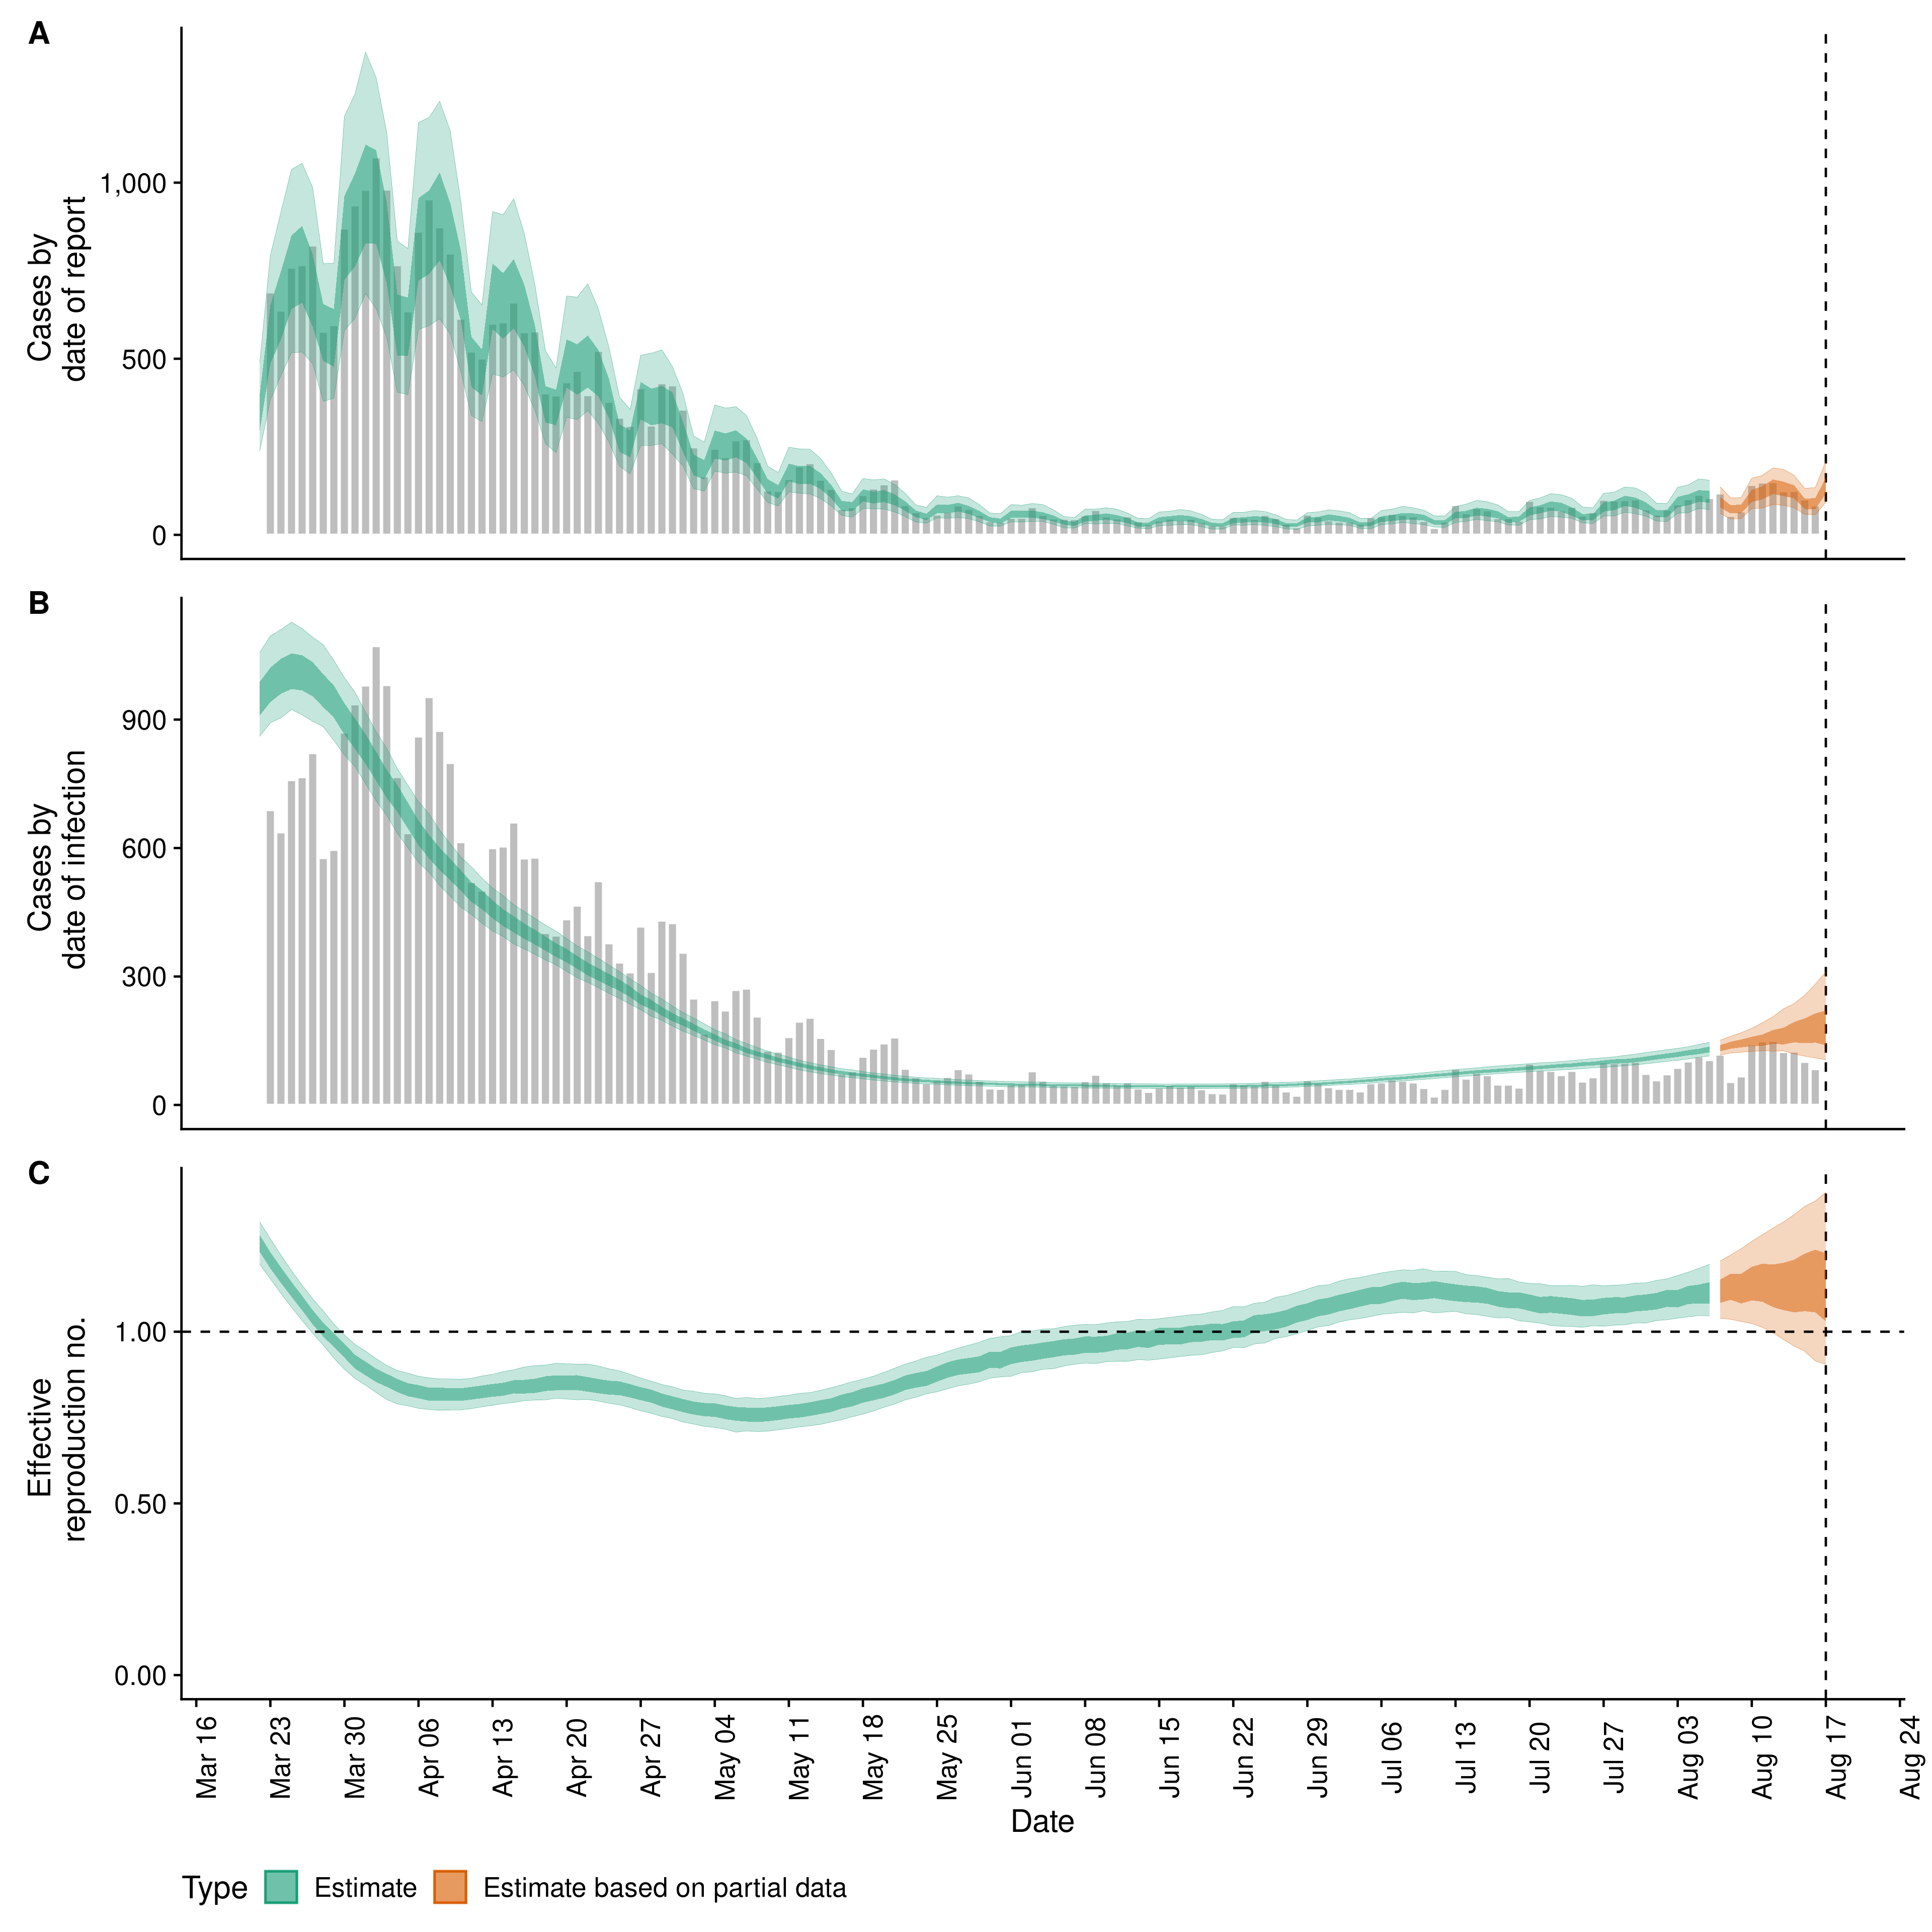 A
Cases by
date of report
1,000
500
0
B
Cases by
date of infection
900
600
300
0
C
Effective
reproduction no.
1.00
0.50
0.00
Mar 16
Mar 23
Mar 30
Apr 06
Apr 13
Apr 20
Apr 27
May 04
May 11
May 18
May 25
Jun 01
Jun 08
Jun 15
Jun 22
Jun 29
Jul 06
Jul 13
Jul 20
Jul 27
Aug 03
Aug 10
Aug 17
Aug 24
Date
Type
Estimate
Estimate based on partial data